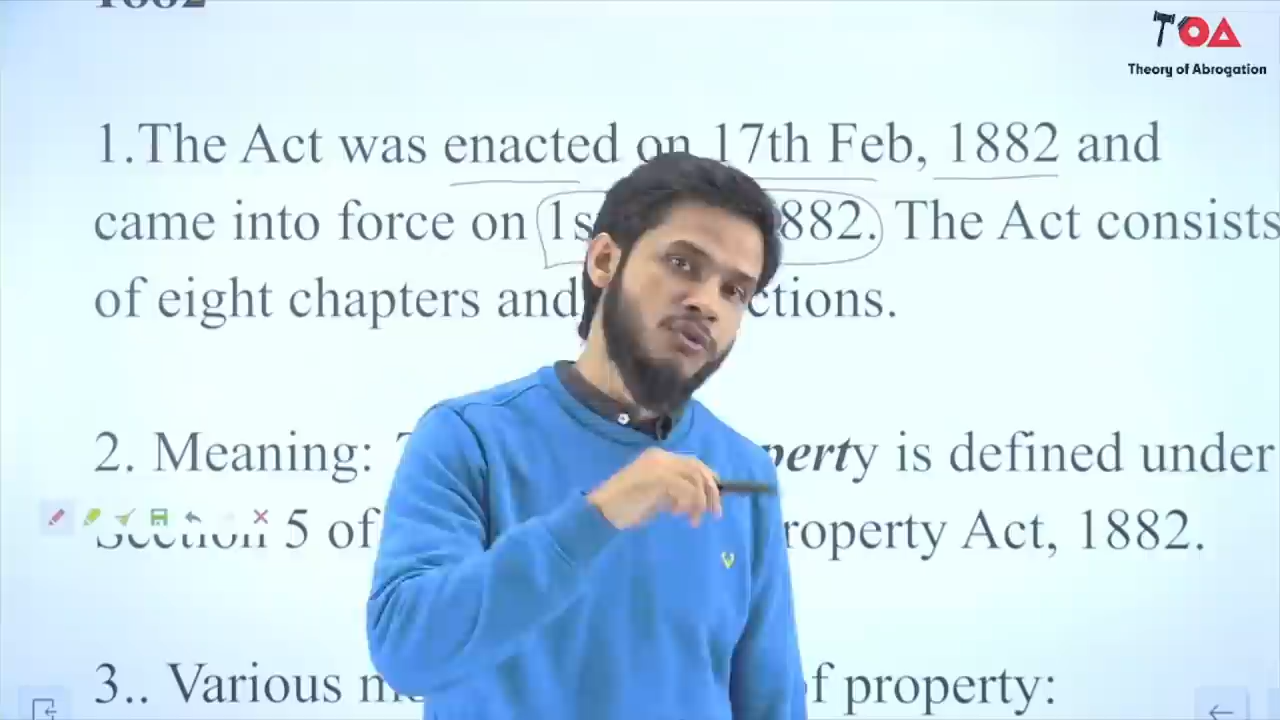 TOA
Theory of Abrogation
1882
1.The Act was enacted on 17th Feb, 1882 and
came into force on 1s 882. The Act consists
of eight chapters and ctions.
2. Meaning: perty is defined under
Section 5 of roperty Act, 1882.
3.. Various of property: